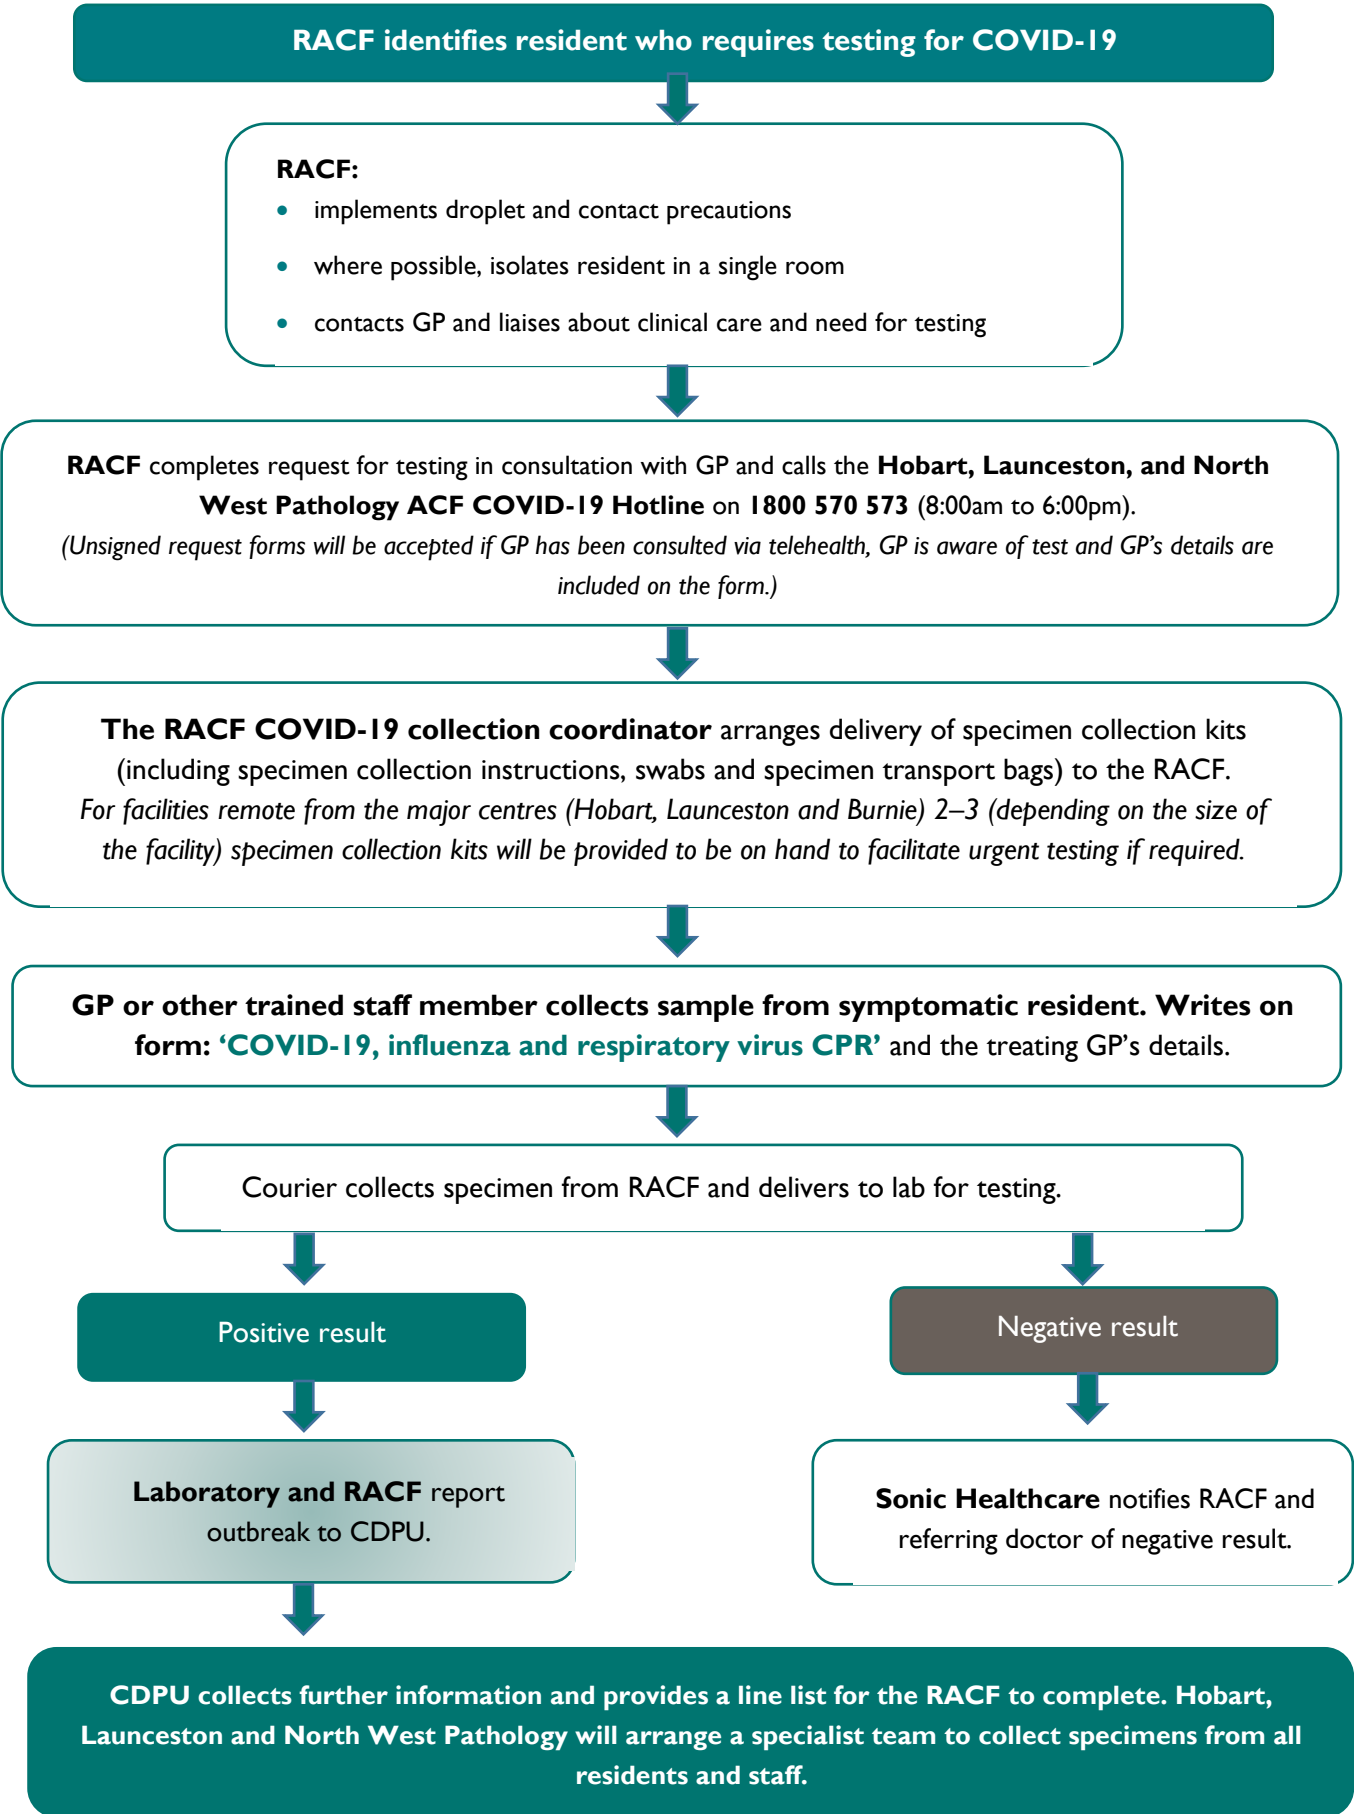 RACF identifies resident who requires testing for COVID-19
RACF:
• implements droplet and contact precautions
• where possible, isolates resident in a single room
• contacts GP and liaises about clinical care and need for testing
RACF completes request for testing in consultation with GP and calls the Hobart, Launceston, and North
West Pathology ACF COVID-19 Hotline on 1800 570 573 (8:00am to 6:00pm).
(Unsigned request forms will be accepted if GP has been consulted via telehealth, GP is aware of test and GP’s details are
included on the form.)
The RACF COVID-19 collection coordinator arranges delivery of specimen collection kits
(including specimen collection instructions, swabs and specimen transport bags) to the RACF.
For facilities remote from the major centres (Hobart, Launceston and Burnie) 2–3 (depending on the size of
the facility) specimen collection kits will be provided to be on hand to facilitate urgent testing if required.
GP or other trained staff member collects sample from symptomatic resident. Writes on
form: ‘COVID-19, influenza and respiratory virus CPR’ and the treating GP’s details.
Courier collects specimen from RACF and delivers to lab for testing.
Positive result
Negative result
Laboratory and RACF report
outbreak to CDPU.
Sonic Healthcare notifies RACF and
referring doctor of negative result.
CDPU collects further information and provides a line list for the RACF to complete. Hobart,
Launceston and North West Pathology will arrange a specialist team to collect specimens from all
residents and staff.